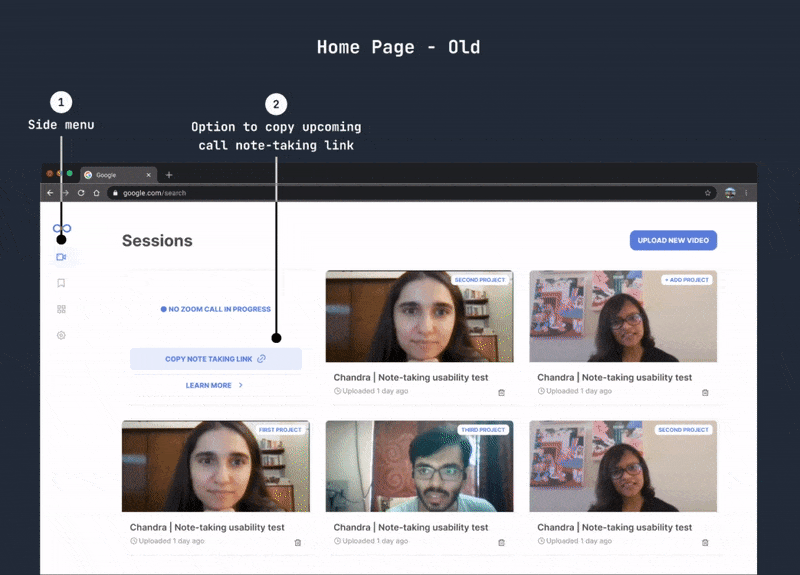 Home Page - Old
1
Side menu
2
Option to copy upcoming
call note-taking link
Google
google.com/search
Sessions
UPLOAD NEW VIDEO
NO ZOOM CALL IN PROGRESS
COPY NOTE TAKING LINK
LEARN MORE
SECOND PROJECT
Chandra | Note-taking usability test
Uploaded 1 day ago
+ ADD PROJECT
Chandra | Note-taking usability test
Uploaded 1 day ago
FIRST PROJECT
Chandra | Note-taking usability test
Uploaded 1 day ago
THIRD PROJECT
Chandra | Note-taking usability test
Uploaded 1 day ago
SECOND PROJECT
Chandra | Note-taking usability test
Uploaded 1 day ago